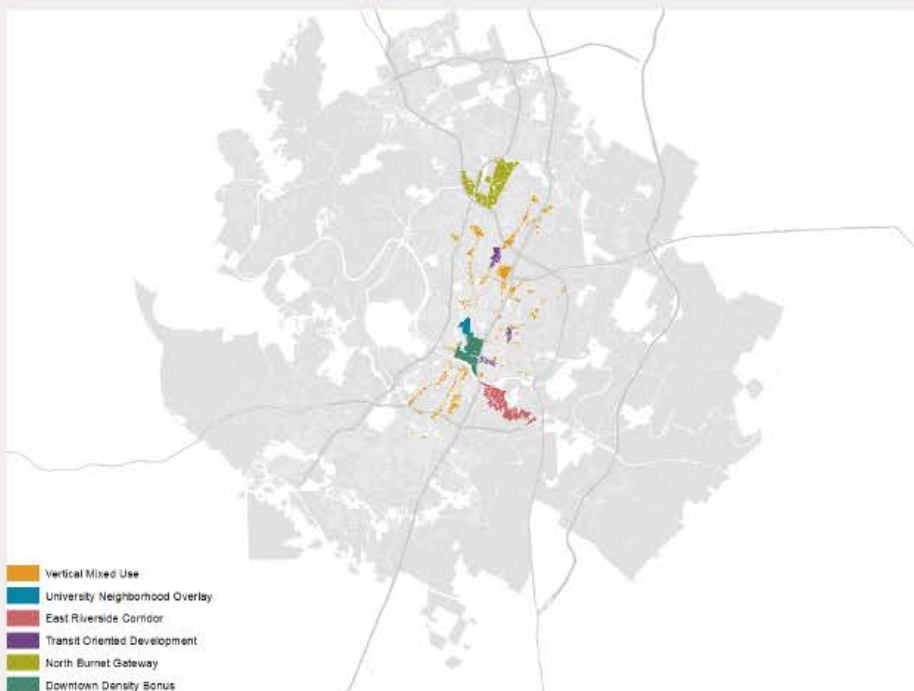 Vertical Mixed Use
University Neighborhood Overlay
East Riverside Corridor
Transit Oriented Development
North Burnet Gateway
Downtown Density Bonus